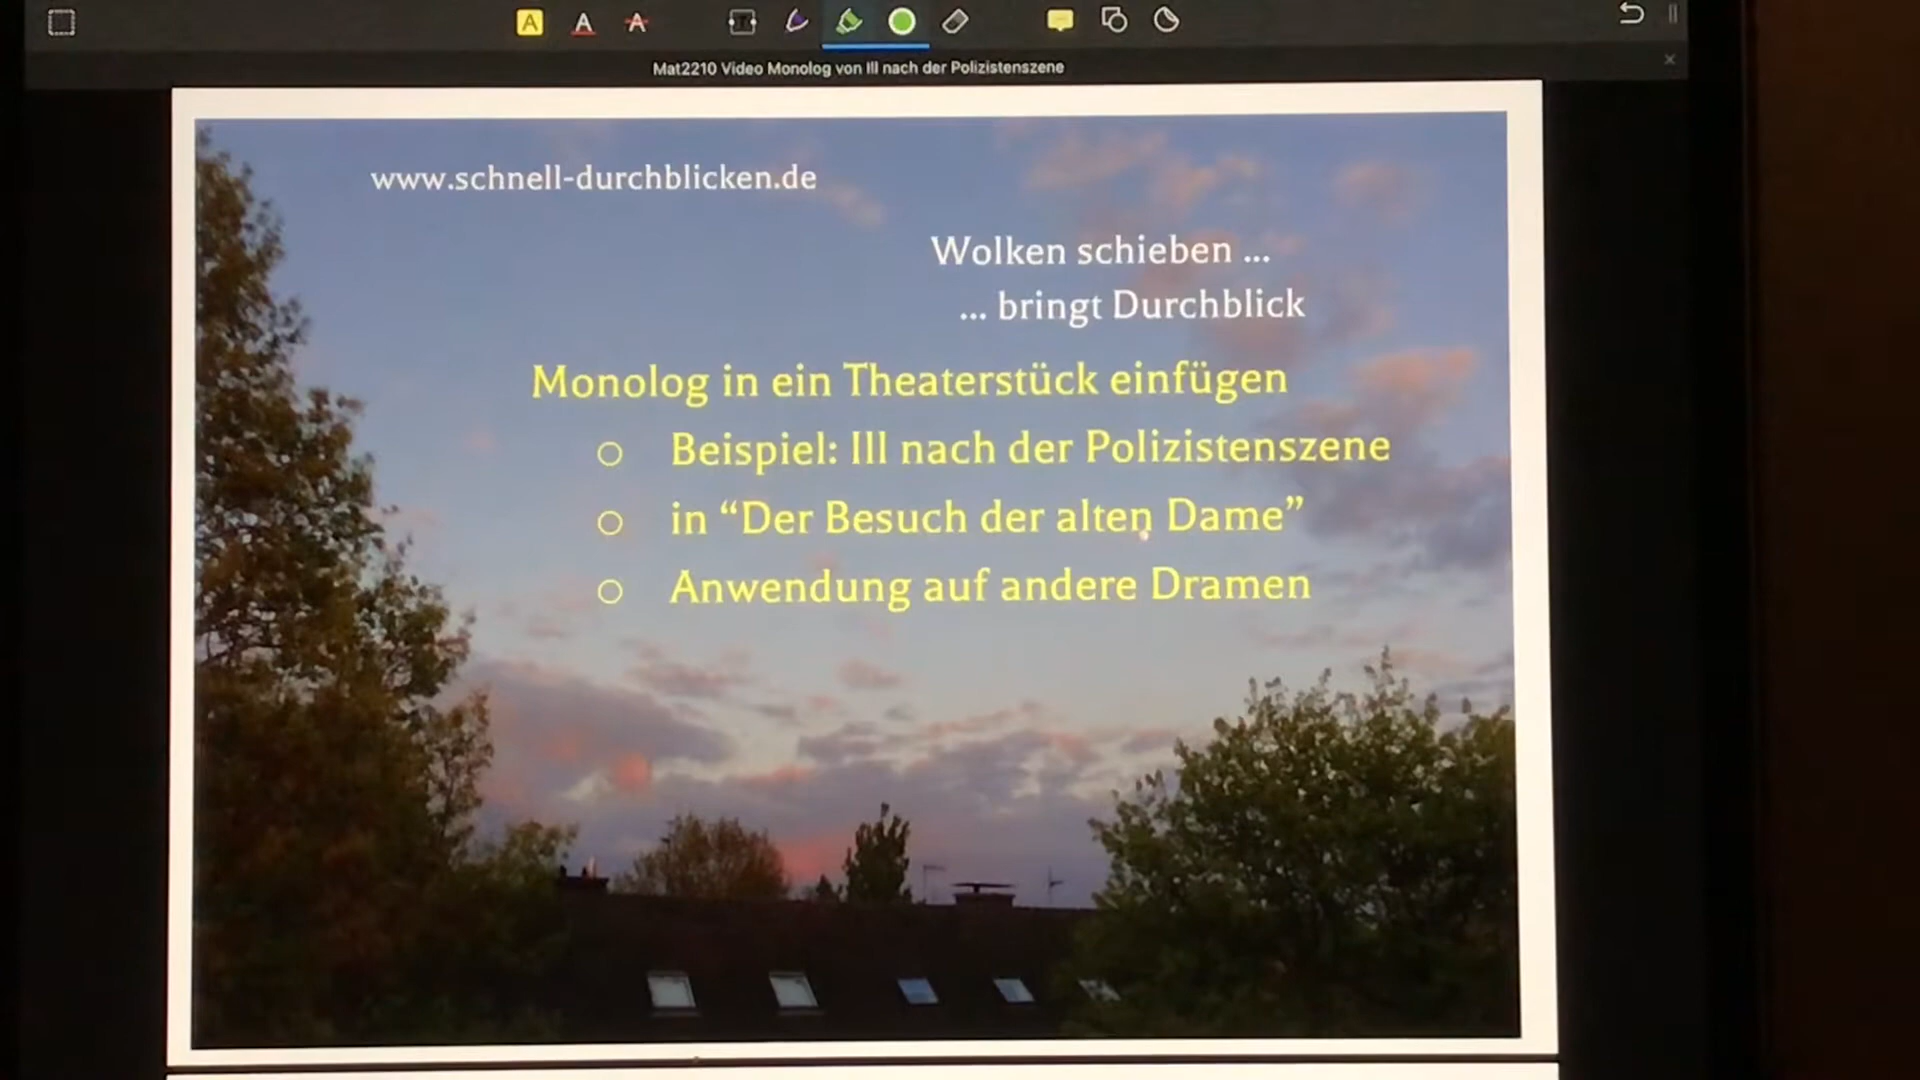 A A A
Mat2210 Video Monolog von Ill nach der Polizistenszene
www.schnell-durchblicken.de
Wolken schieben ...
... bringt Durchblick
Monolog in ein Theaterstück einfügen
○ Beispiel: Ill nach der Polizistenszene
○ in “Der Besuch der alten Dame”
○ Anwendung auf andere Dramen